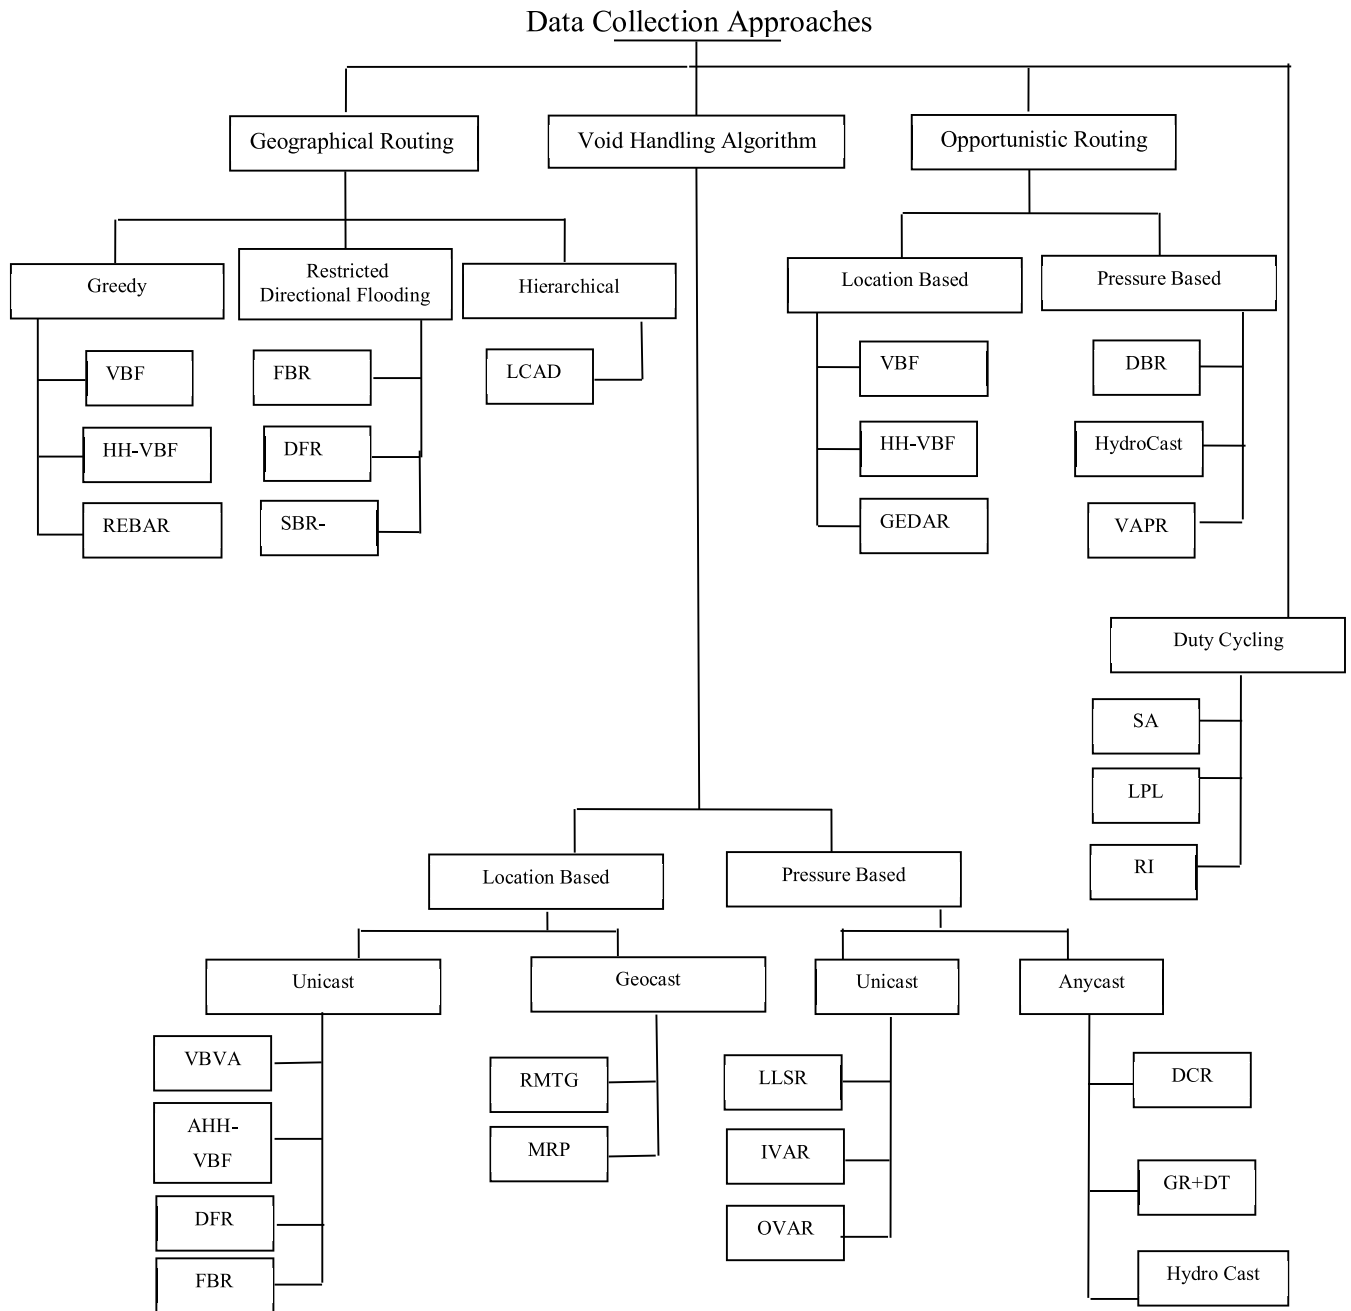 Data Collection Approaches
Geographical Routing
Void Handling Algorithm
Opportunistic Routing
Greedy
Restricted
Directional Flooding
Hierarchical
Location Based
Pressure Based
VBF
FBR
LCAD
VBF
DBR
HH-VBF
DFR
HH-VBF
HydroCast
REBAR
SBR-
GEDAR
VAPR
Duty Cycling
SA
LPL
RI
Location Based
Pressure Based
Unicast
Geocast
Unicast
Anycast
VBVA
RMTG
LLSR
DCR
AHH-
VBF
MRP
IVAR
GR+DT
DFR
OVAR
FBR
Hydro Cast